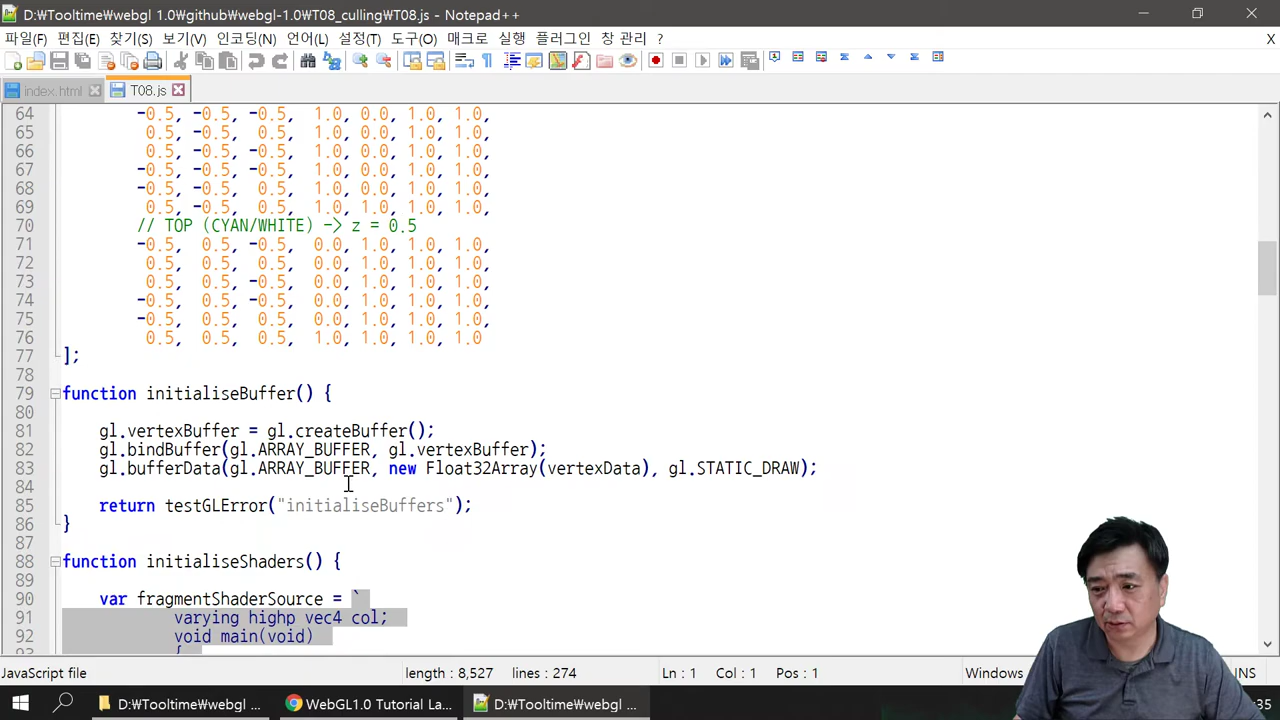 D:₩Tooltime₩webgl 1.0₩github₩webgl-1.0₩T08_culling₩T08.js - Notepad++
파일(F) 편집(E) 찾기(S) 보기(V) 인코딩(N) 언어(L) 설정(T) 도구(O) 매크로 실행 플러그인 창 관리 ? X
index.html T08.js
64 -0.5, -0.5, -0.5, 1.0, 0.0, 1.0, 1.0,
65 0.5, -0.5, 0.5, 1.0, 0.0, 1.0, 1.0,
66 0.5, -0.5, -0.5, 1.0, 0.0, 1.0, 1.0,
67 -0.5, -0.5, -0.5, 1.0, 0.0, 1.0, 1.0,
68 -0.5, -0.5, 0.5, 1.0, 0.0, 1.0, 1.0,
69 0.5, -0.5, 0.5, 1.0, 1.0, 1.0, 1.0,
70 // TOP (CYAN/WHITE) -> z = 0.5
71 -0.5, 0.5, -0.5, 0.0, 1.0, 1.0, 1.0,
72 0.5, 0.5, 0.5, 0.0, 1.0, 1.0, 1.0,
73 0.5, 0.5, -0.5, 0.0, 1.0, 1.0, 1.0,
74 -0.5, 0.5, -0.5, 0.0, 1.0, 1.0, 1.0,
75 -0.5, 0.5, 0.5, 0.0, 1.0, 1.0, 1.0,
76 0.5, 0.5, 0.5, 1.0, 1.0, 1.0, 1.0
77 ];
78
79 function initialiseBuffer() {
80
81 gl.vertexBuffer = gl.createBuffer();
82 gl.bindBuffer(gl.ARRAY_BUFFER, gl.vertexBuffer);
83 gl.bufferData(gl.ARRAY_BUFFER, new Float32Array(vertexData), gl.STATIC_DRAW);
84
85 return testGLError("initialiseBuffers");
86 }
87
88 function initialiseShaders() {
89
90 var fragmentShaderSource = `
91 varying highp vec4 col;
92 void main(void)
93 {
JavaScript file length : 8,527 lines : 274 Ln : 1 Col : 1 Pos : 1 Windows INS
D:₩Tooltime₩webgl ... WebGL1.0 Tutorial La... D:₩Tooltime₩webgl ... :35